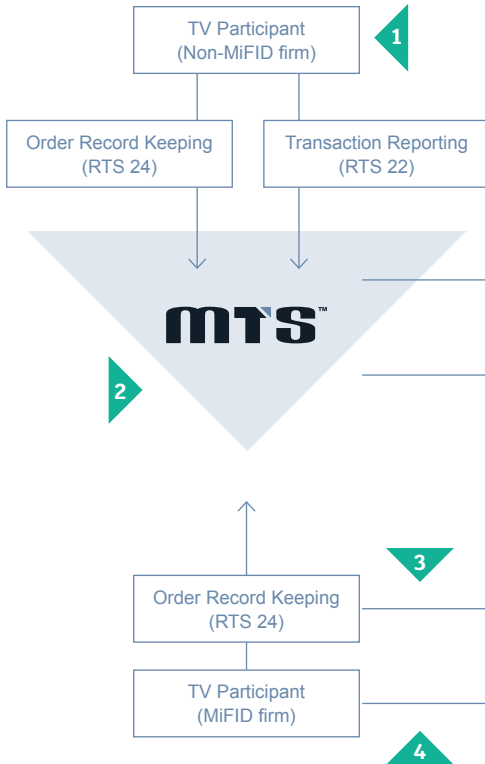 TV Participant
(Non-MiFID firm)
1
Order Record Keeping
(RTS 24)
Transaction Reporting
(RTS 22)
MTS™
2
3
Order Record Keeping
(RTS 24)
TV Participant
(MiFID firm)
4